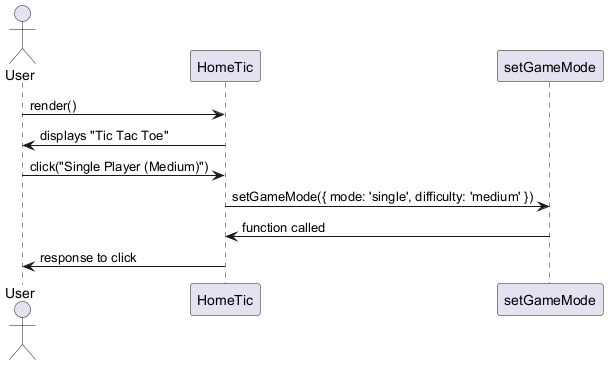 User
HomeTic
setGameMode
render()
displays "Tic Tac Toe"
click("Single Player (Medium)")
setGameMode({ mode: 'single', difficulty: 'medium' })
function called
response to click
User
HomeTic
setGameMode